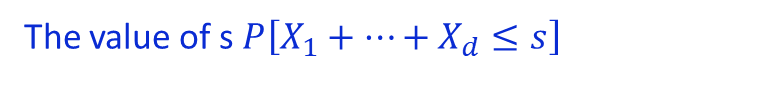 The value of s P[X₁ + ⋯ + X_d ≤ s]